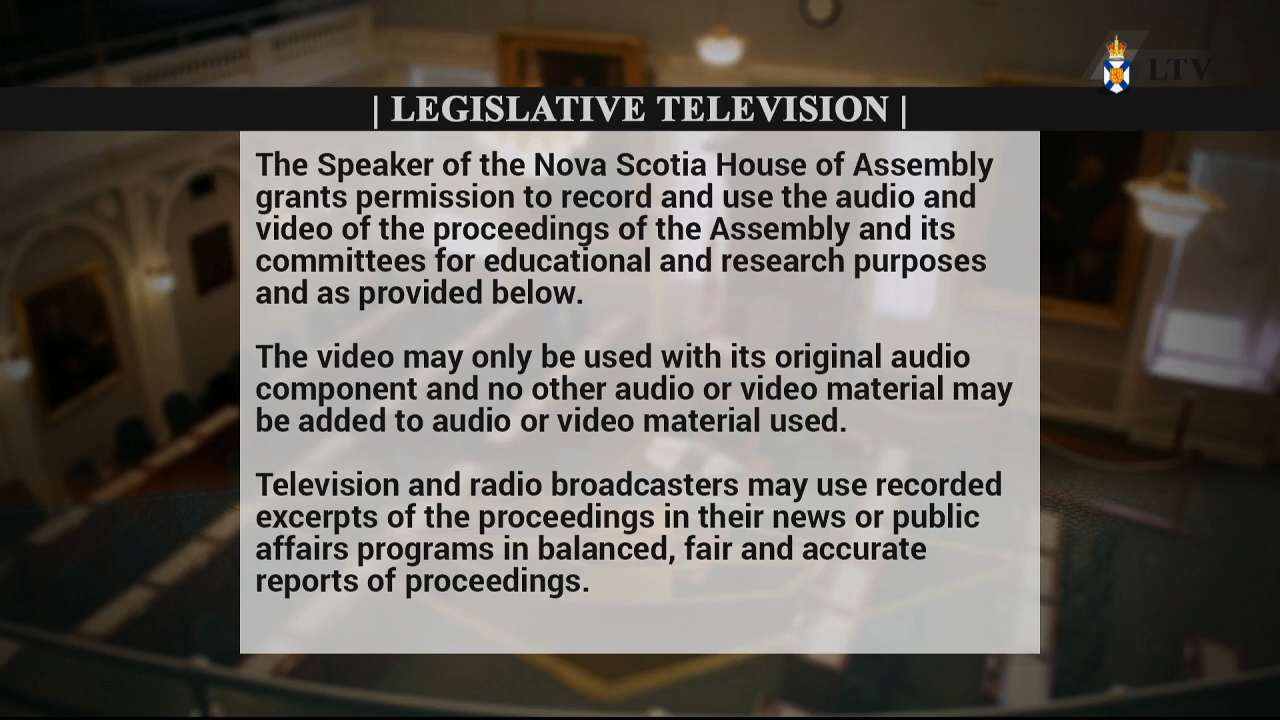 LTV
| LEGISLATIVE TELEVISION |
The Speaker of the Nova Scotia House of Assembly
grants permission to record and use the audio and
video of the proceedings of the Assembly and its
committees for educational and research purposes
and as provided below.
The video may only be used with its original audio
component and no other audio or video material may
be added to audio or video material used.
Television and radio broadcasters may use recorded
excerpts of the proceedings in their news or public
affairs programs in balanced, fair and accurate
reports of proceedings.